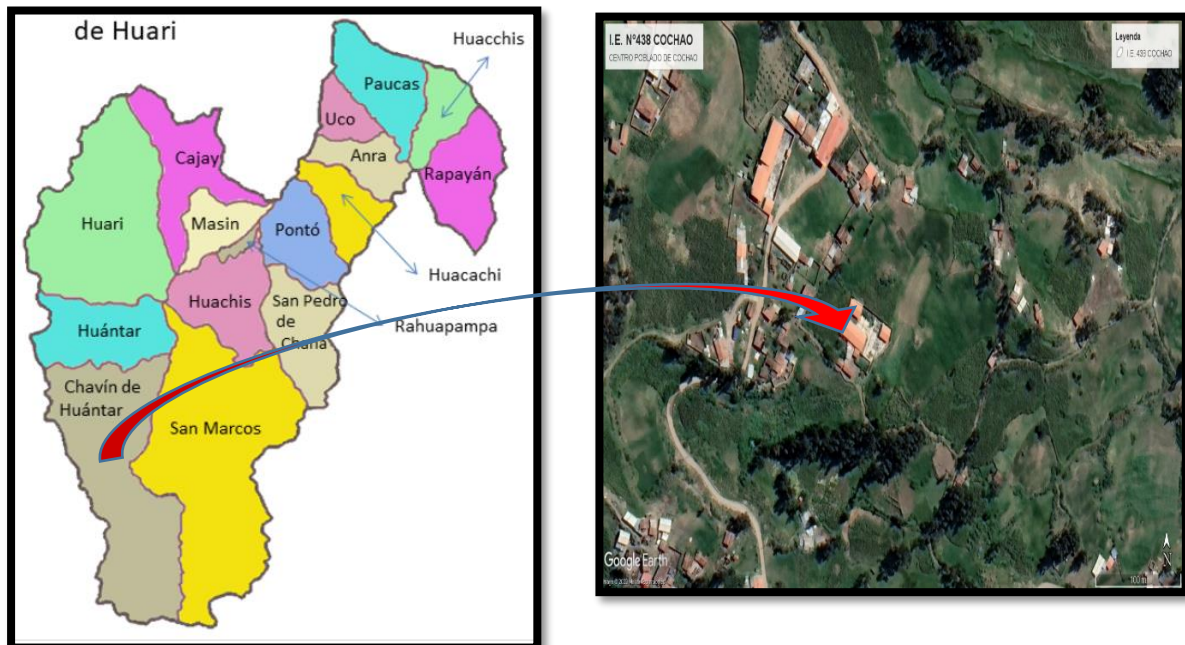 de Huari
Huacchis
Paucas
Uco
Anra
Cajay
Rapayán
Huari
Masin
Pontó
Huacachi
Huachis
San Pedro
de
Chana
Rahuapampa
Huántar
Chavín de
Huántar
San Marcos
I.E. N°438 COCHAO
CENTRO POBLADO DE COCHAO
Leyenda
I.E. 438 COCHAO
Google Earth
N
100 m